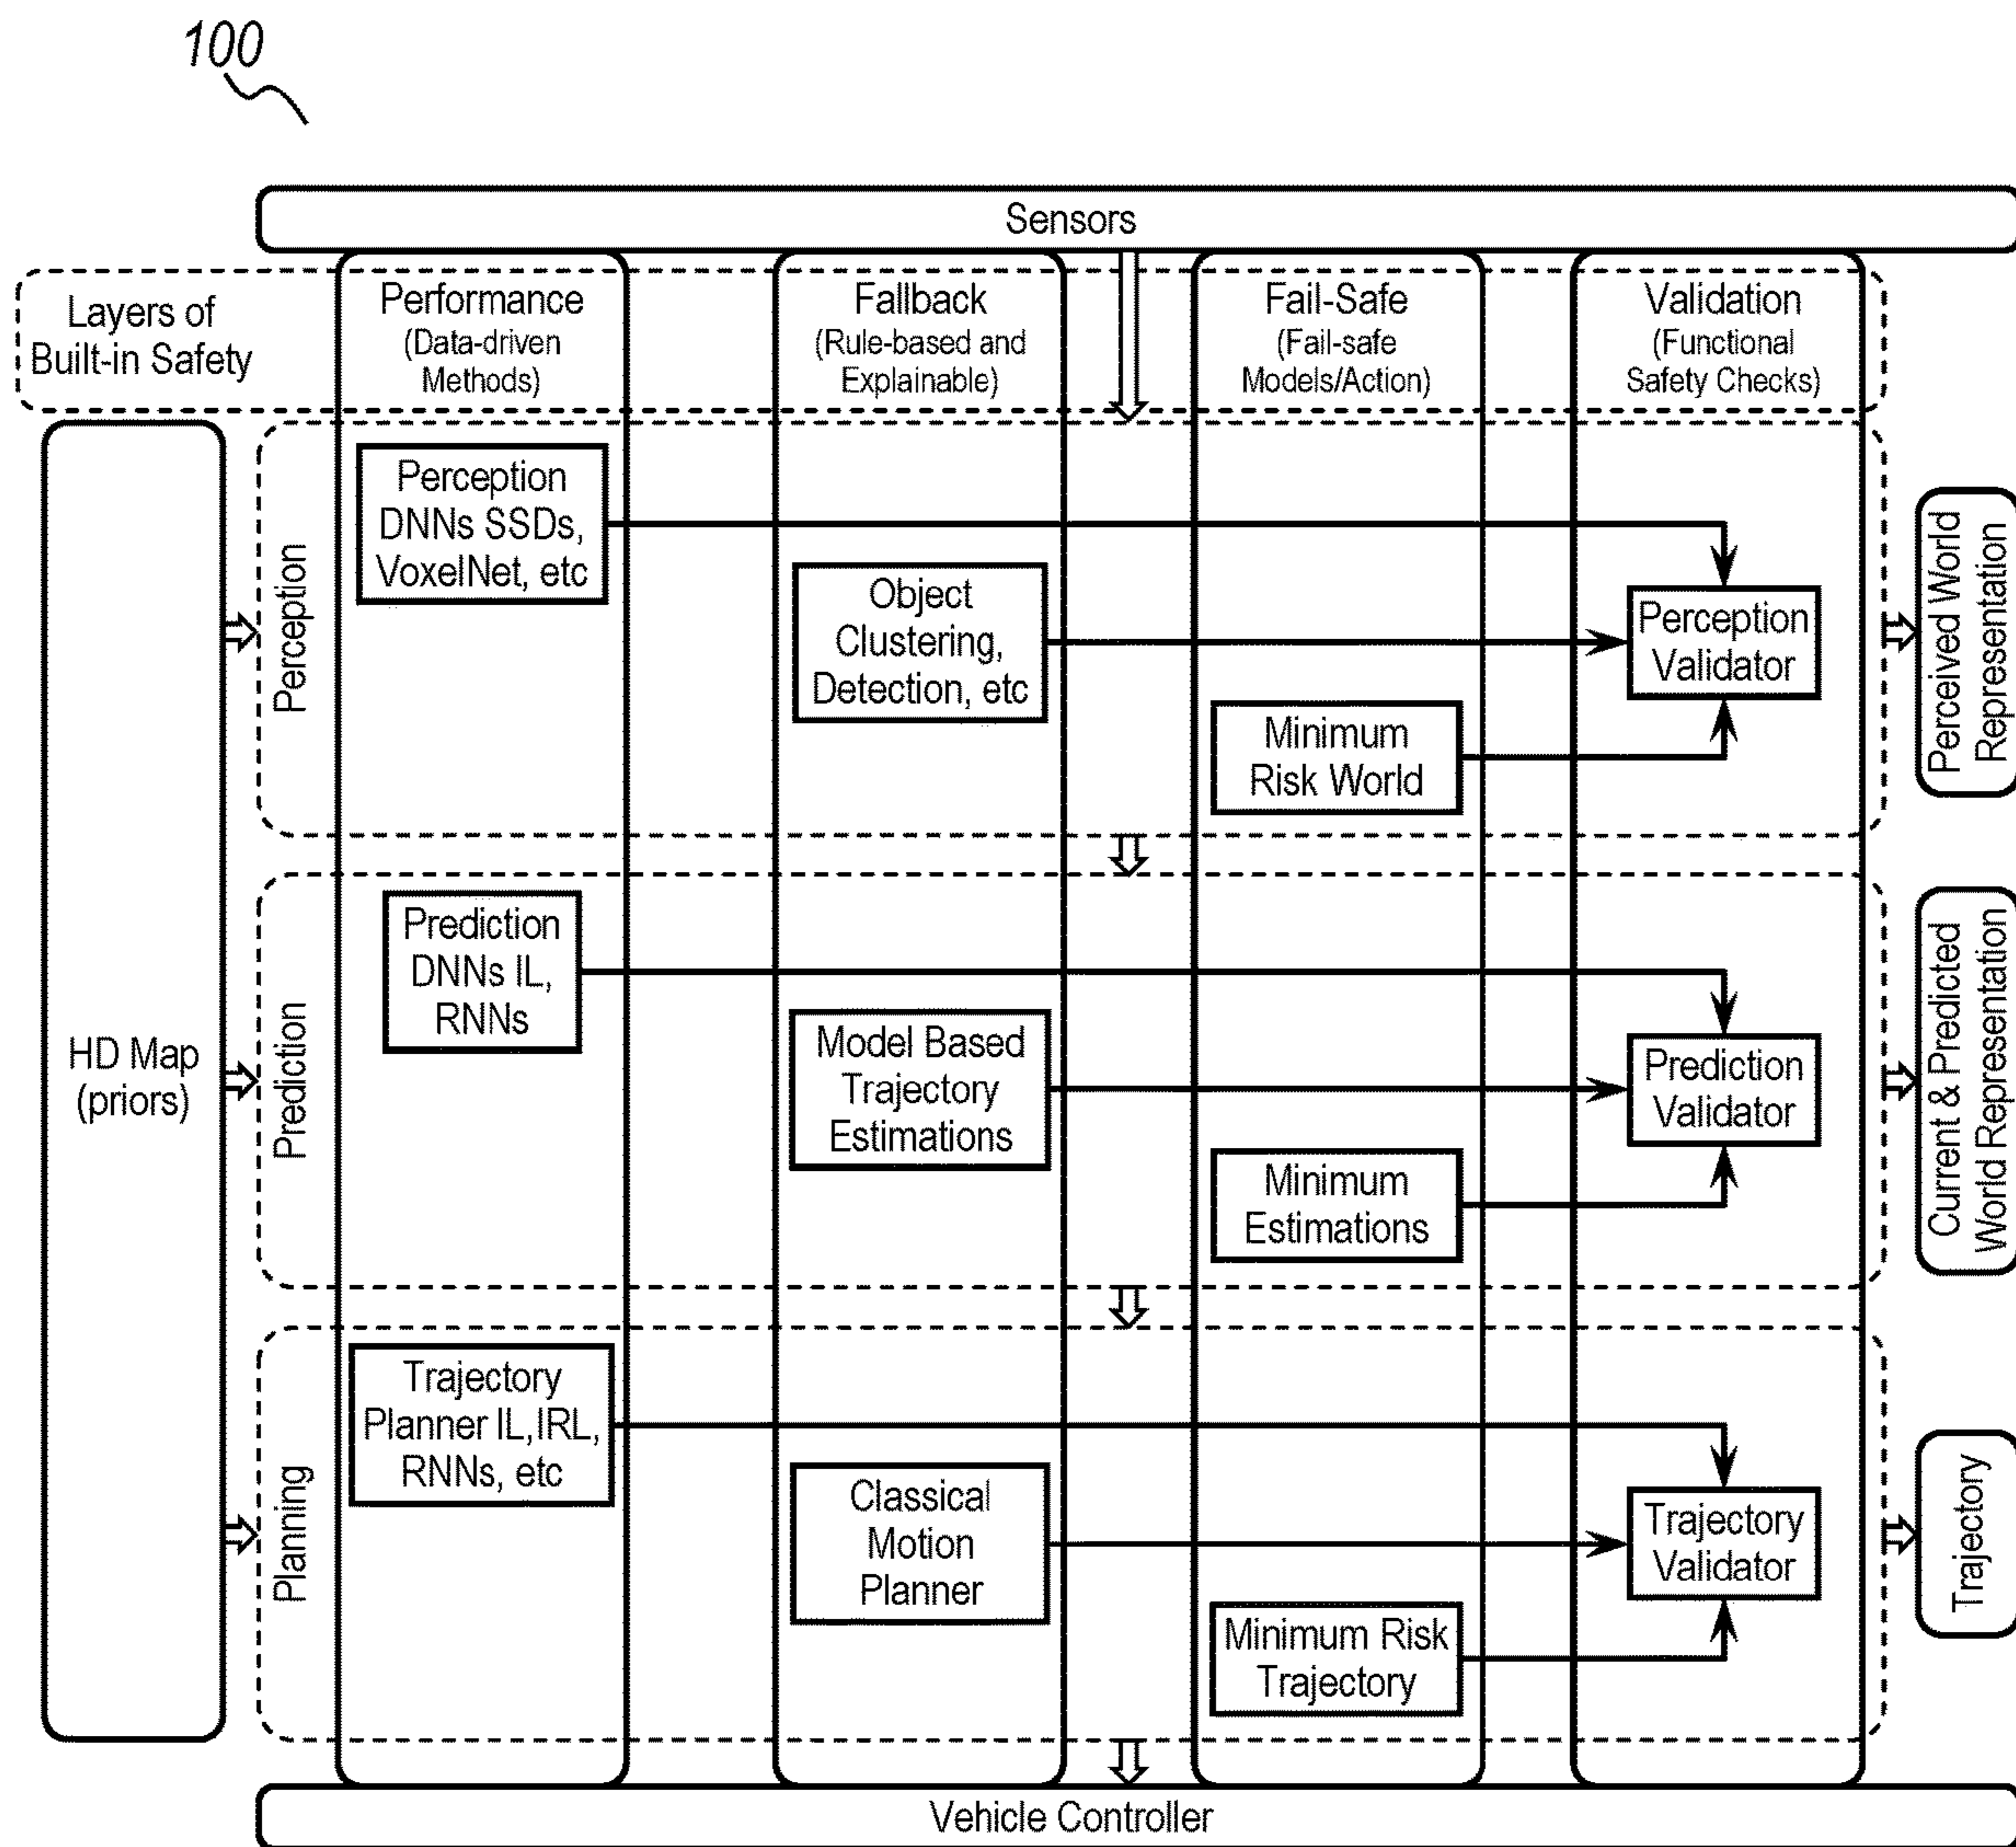 100
Sensors
Layers of
Built-in Safety
Performance
(Data-driven
Methods)
Fallback
(Rule-based and
Explainable)
Fail-Safe
(Fail-safe
Models/Action)
Validation
(Functional
Safety Checks)
HD Map
(priors)
Perception
Perception
DNNs SSDs,
VoxelNet, etc
Object
Clustering,
Detection, etc
Minimum
Risk World
Perception
Validator
Perceived World
Representation
Prediction
Prediction
DNNs IL,
RNNs
Model Based
Trajectory
Estimations
Minimum
Estimations
Prediction
Validator
Current & Predicted
World Representation
Planning
Trajectory
Planner IL, IRL,
RNNs, etc
Classical
Motion
Planner
Minimum Risk
Trajectory
Trajectory
Validator
Trajectory
Vehicle Controller